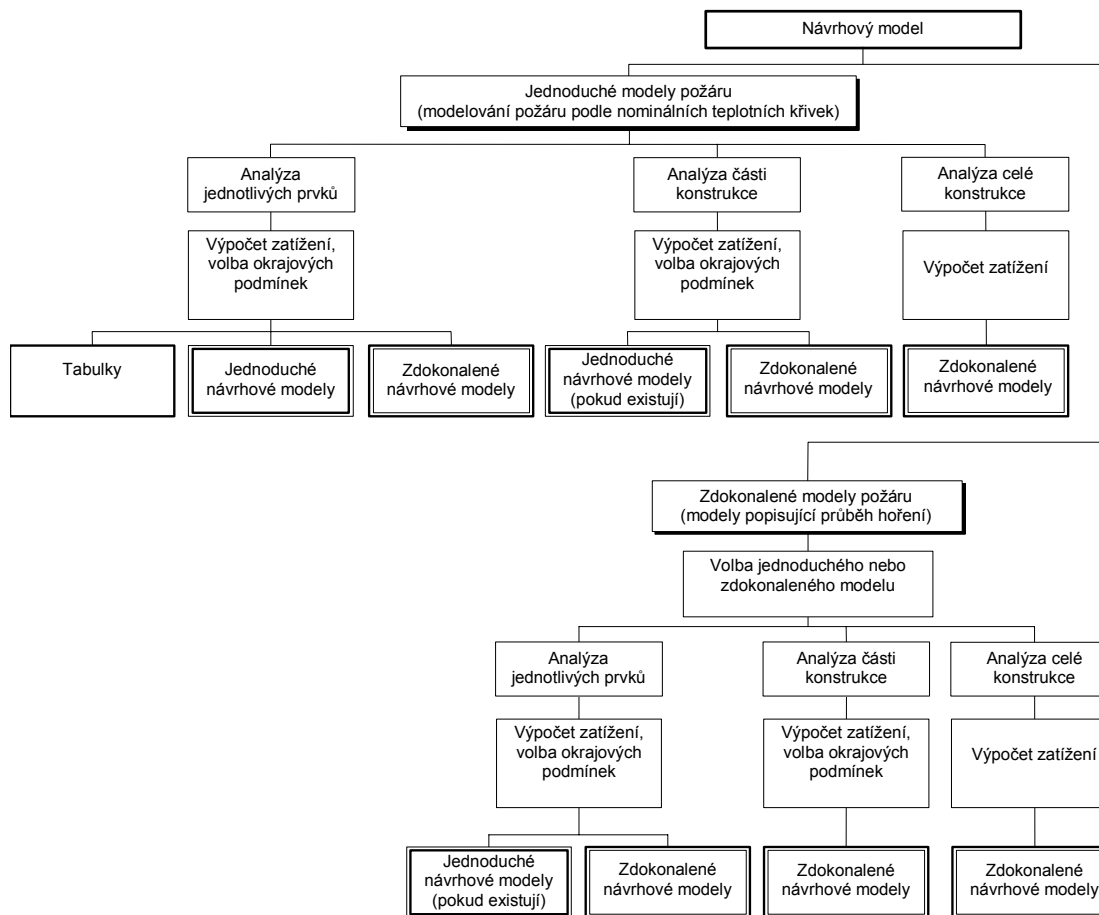 Návrhový model
Jednoduché modely požáru
(modelování požáru podle nominálních teplotních křivek)
Analýza
jednotlivých prvků
Analýza části
konstrukce
Analýza celé
konstrukce
Výpočet zatížení,
volba okrajových
podmínek
Výpočet zatížení,
volba okrajových
podmínek
Výpočet zatížení
Tabulky
Jednoduché
návrhové modely
Zdokonalené
návrhové modely
Jednoduché
návrhové modely
(pokud existují)
Zdokonalené
návrhové modely
Zdokonalené
návrhové modely
Zdokonalené modely požáru
(modely popisující průběh hoření)
Volba jednoduchého nebo
zdokonaleného modelu
Analýza
jednotlivých prvků
Analýza části
konstrukce
Analýza celé
konstrukce
Výpočet zatížení,
volba okrajových
podmínek
Výpočet zatížení,
volba okrajových
podmínek
Výpočet zatížení
Jednoduché
návrhové modely
(pokud existují)
Zdokonalené
návrhové modely
Zdokonalené
návrhové modely
Zdokonalené
návrhové modely